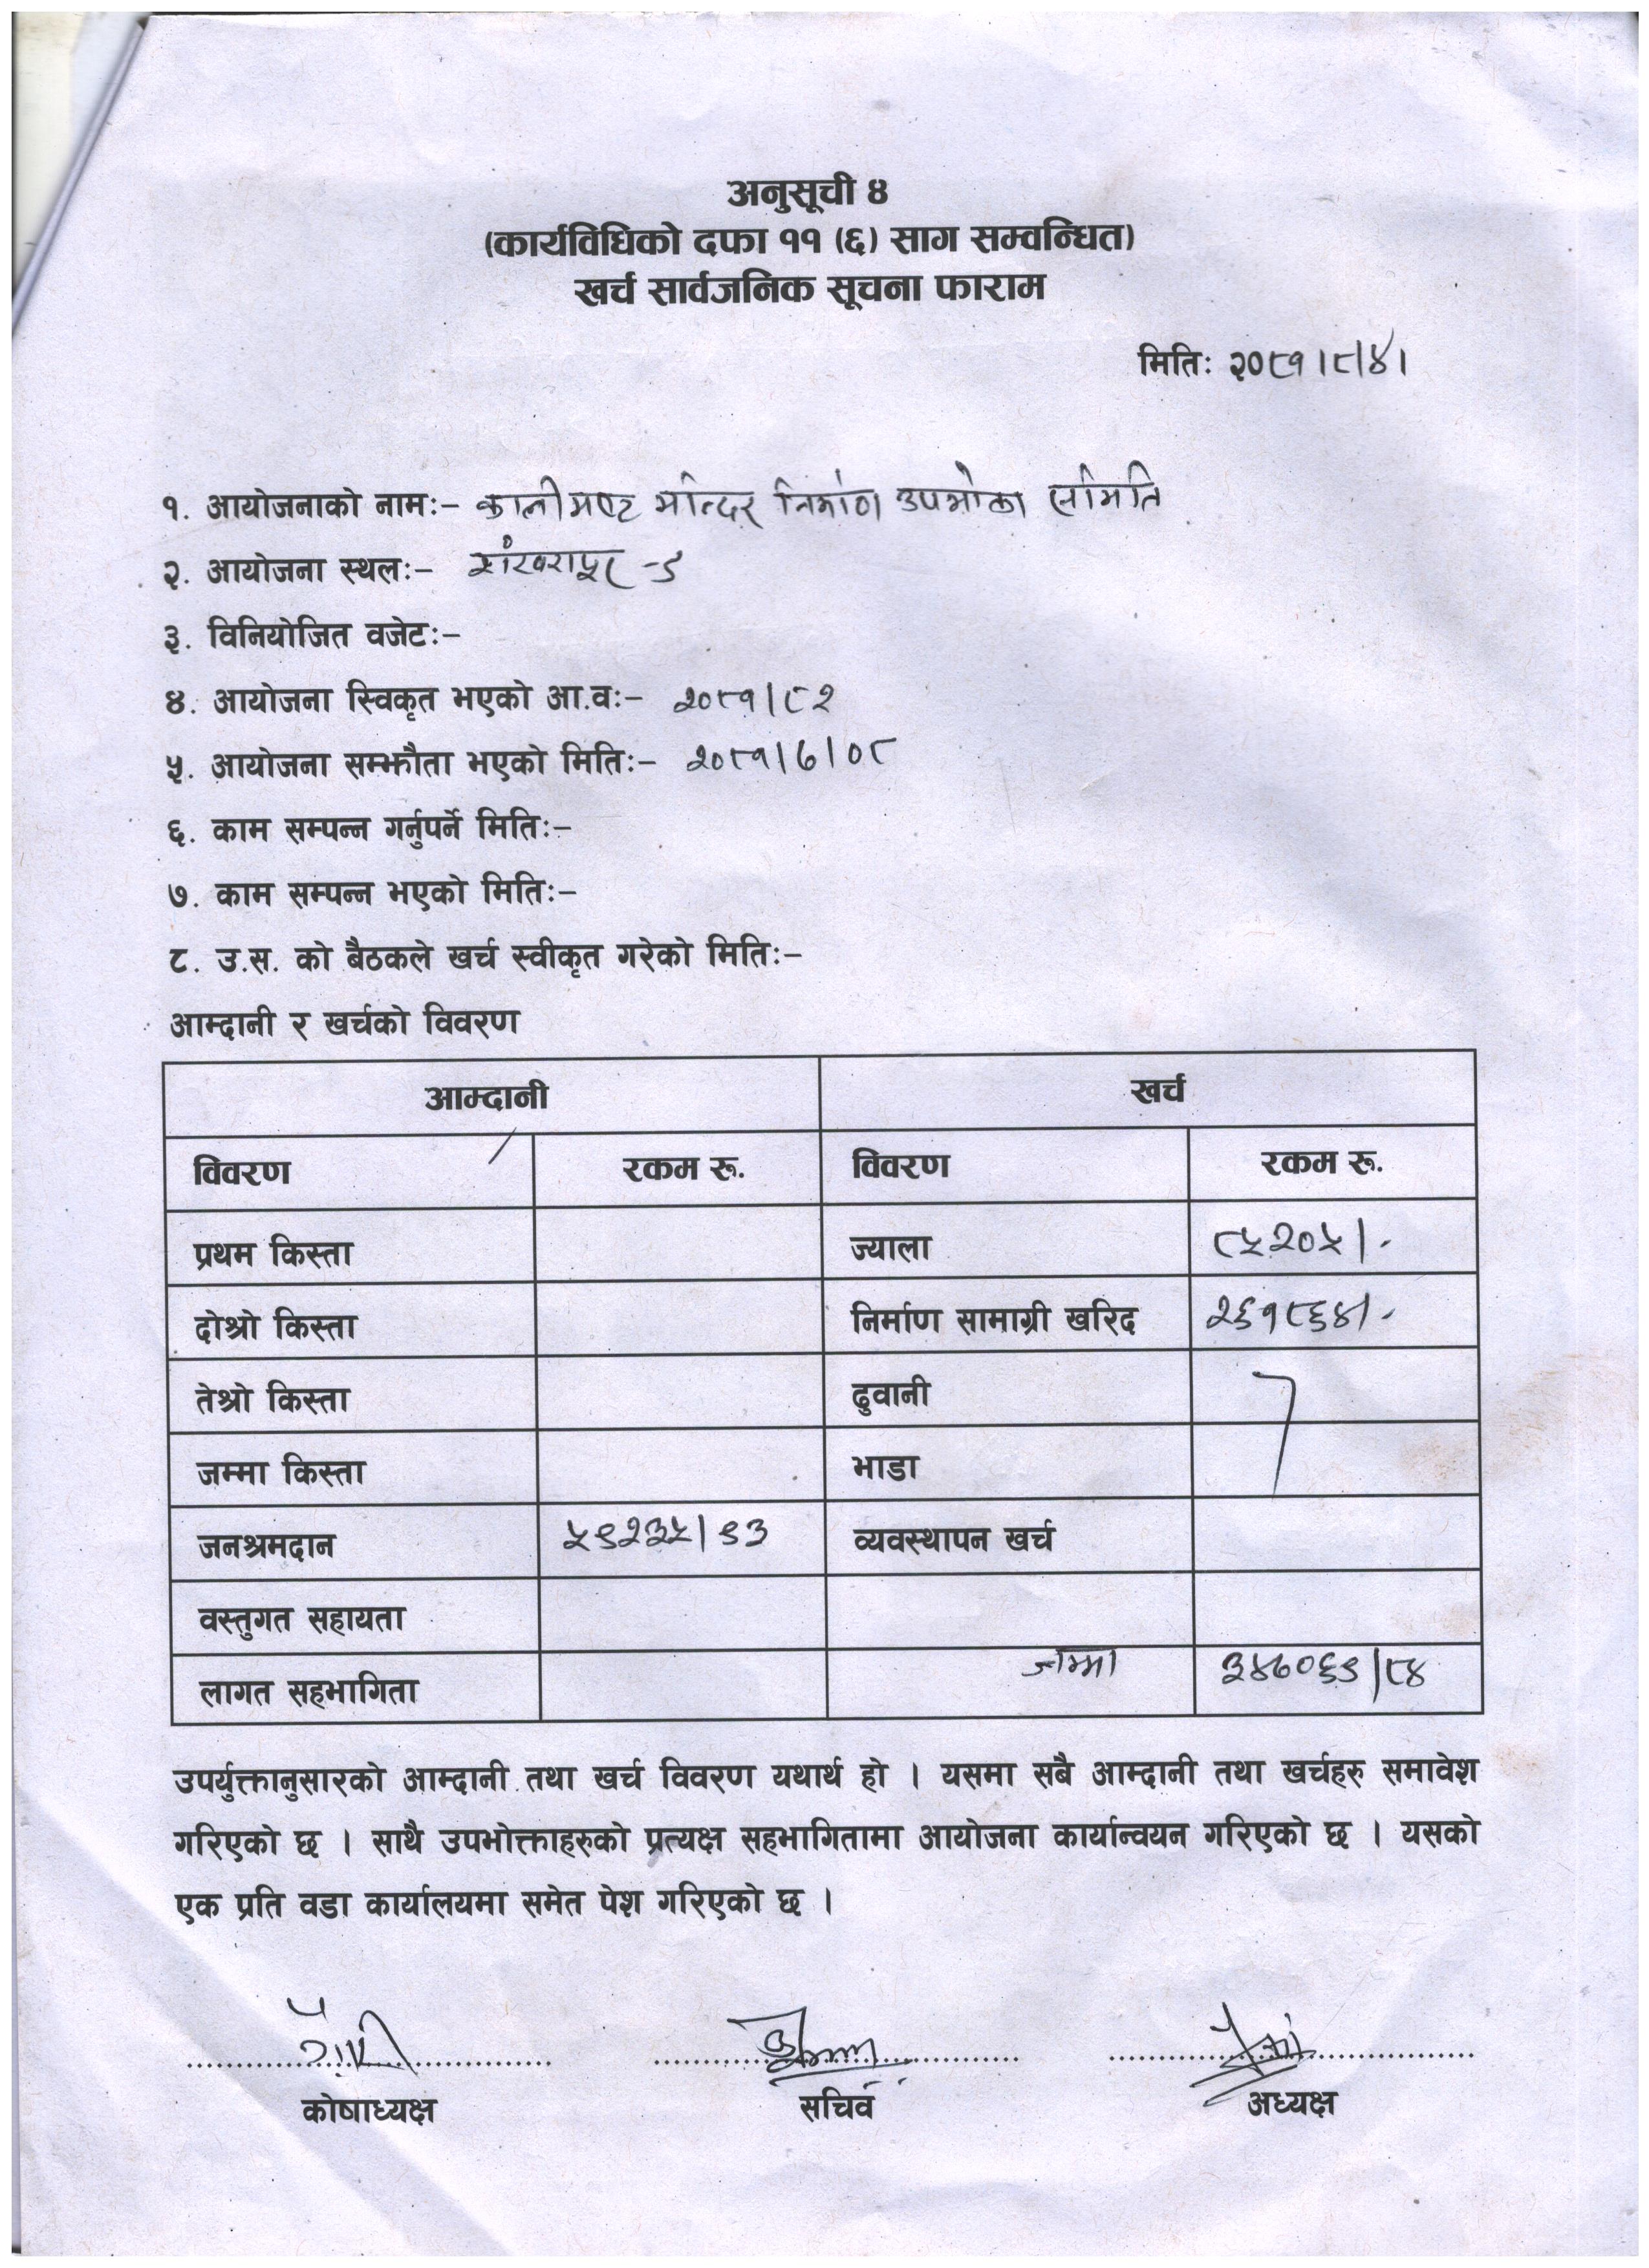 अनुसूची ४
(कार्यविधिको दफा ११ (६) साग सम्वन्धित)
खर्च सार्वजनिक सूचना फाराम
मितिः २०८१।८।४।
१. आयोजनाको नामः– कालीमण्ट मन्दिर निर्माण उपभोक्ता समिति
२. आयोजना स्थलः– शंखरापुर -९
३. विनियोजित वजेटः–
४. आयोजना स्विकृत भएको आ.वः– २०८१।८२
५. आयोजना सम्झौता भएको मितिः– २०८१।७।०८
६. काम सम्पन्न गर्नुपर्ने मितिः–
७. काम सम्पन्न भएको मितिः–
८. उ.स. को बैठकले खर्च स्वीकृत गरेको मितिः–
आम्दानी र खर्चको विवरण
आम्दानी खर्च
विवरण रकम रू. विवरण रकम रू.
प्रथम किस्ता ज्याला ८५२०५।-
दोश्रो किस्ता निर्माण सामाग्री खरिद २६१८६४।-
तेश्रो किस्ता ढुवानी
जम्मा किस्ता भाडा
जनश्रमदान ५९२३५।९३ व्यवस्थापन खर्च
वस्तुगत सहायता
लागत सहभागिता जम्मा ३४७०६९।८४
उपर्युक्तानुसारको आम्दानी तथा खर्च विवरण यथार्थ हो । यसमा सबै आम्दानी तथा खर्चहरु समावेश
गरिएको छ । साथै उपभोक्ताहरुको प्रत्यक्ष सहभागितामा आयोजना कार्यान्वयन गरिएको छ । यसको
एक प्रति वडा कार्यालयमा समेत पेश गरिएको छ ।
कोषाध्यक्ष सचिव अध्यक्ष